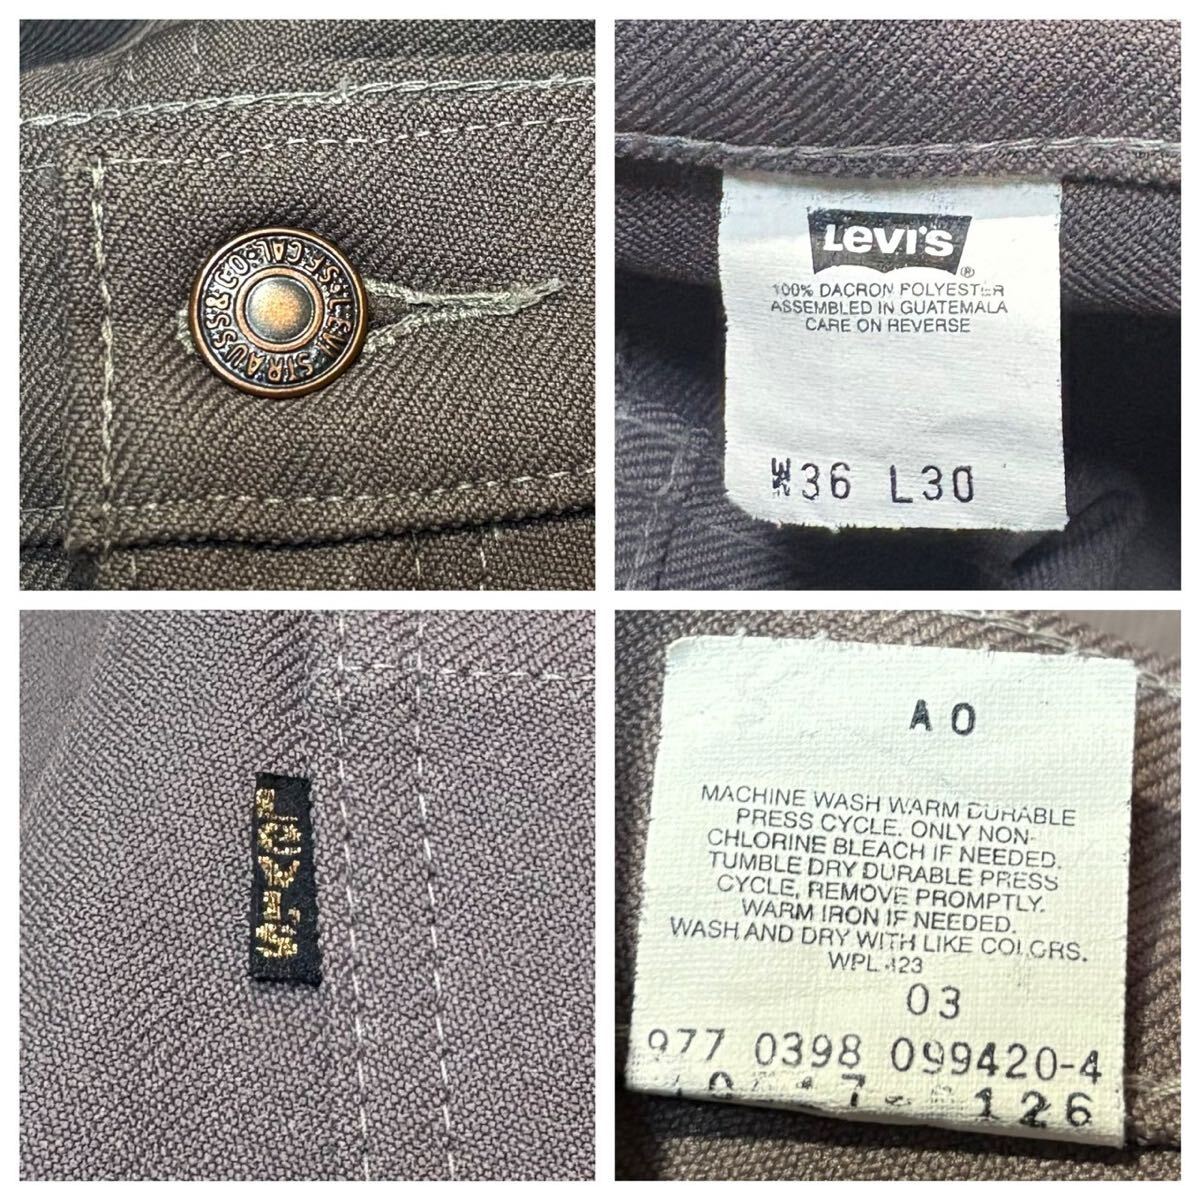 LEVI STRAUSS & CO. S.F. CAL.
Levi's
®
100% DACRON POLYESTER
ASSEMBLED IN GUATEMALA
CARE ON REVERSE
W36 L30
LEVI'S
A0
MACHINE WASH WARM DURABLE
PRESS CYCLE. ONLY NON-
CHLORINE BLEACH IF NEEDED.
TUMBLE DRY DURABLE PRESS
CYCLE, REMOVE PROMPTLY.
WARM IRON IF NEEDED.
WASH AND DRY WITH LIKE COLORS.
WPL 423
03
977 0398 099420-4
126